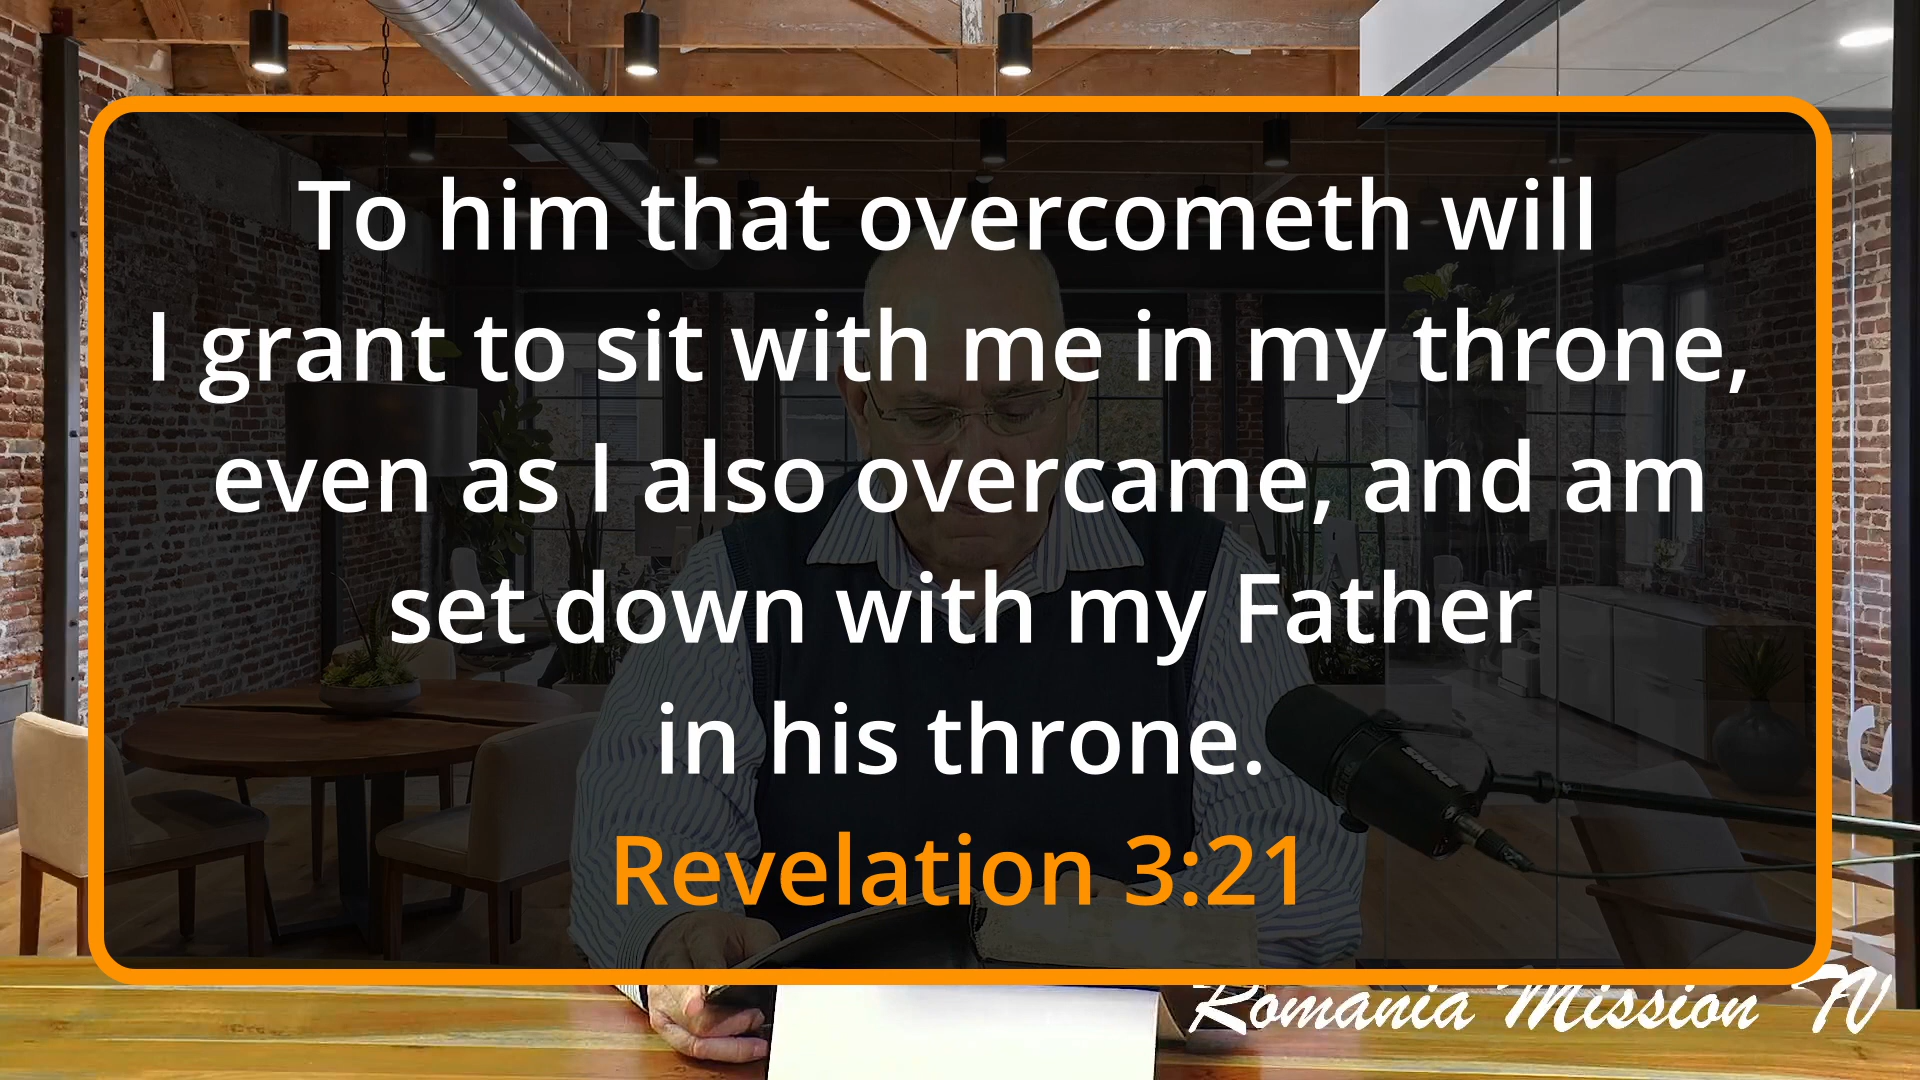 To him that overcometh will
I grant to sit with me in my throne,
even as I also overcame, and am
set down with my Father
in his throne.
Revelation 3:21
Romania Mission TV